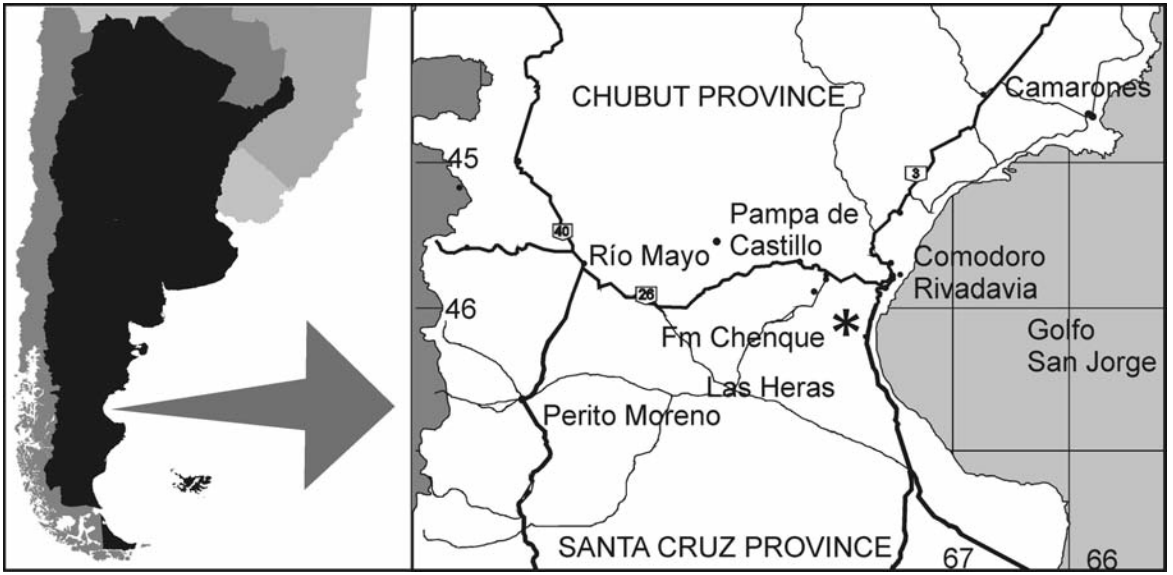 CHUBUT PROVINCE
Camarones
45
3
Pampa de
Castillo
40
Río Mayo
Comodoro
Rivadavia
26
46
Fm Chenque
*
Golfo
San Jorge
Las Heras
Perito Moreno
SANTA CRUZ PROVINCE
67
66